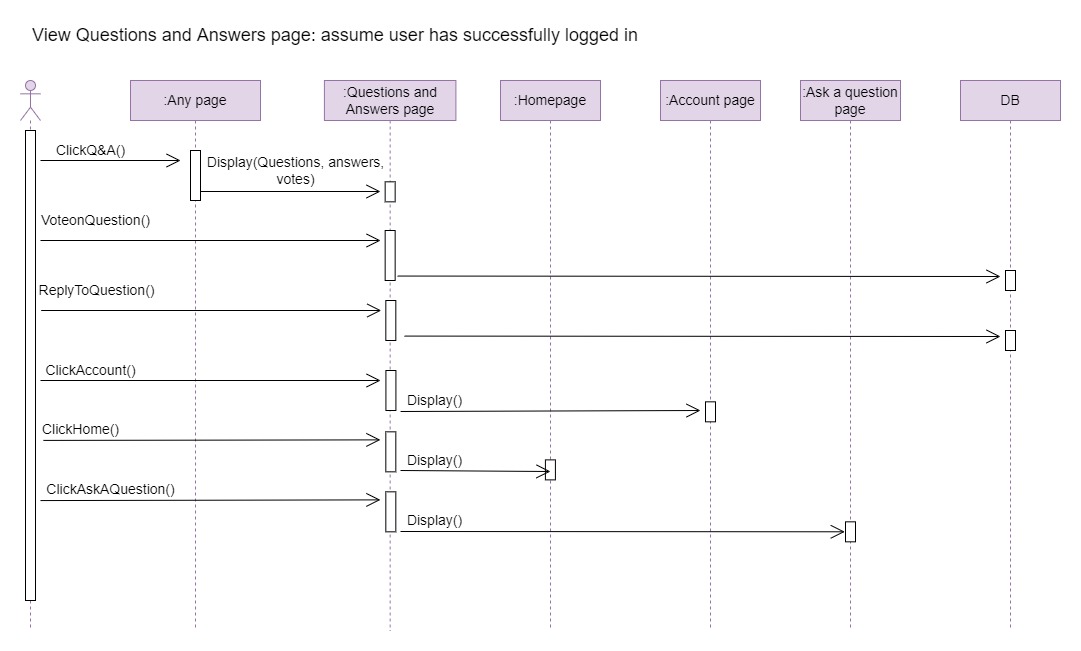 View Questions and Answers page: assume user has successfully logged in
:Any page
:Questions and
Answers page
:Homepage
:Account page
:Ask a question
page
DB
ClickQ&A()
Display(Questions, answers,
votes)
VoteonQuestion()
ReplyToQuestion()
ClickAccount()
Display()
ClickHome()
Display()
ClickAskAQuestion()
Display()